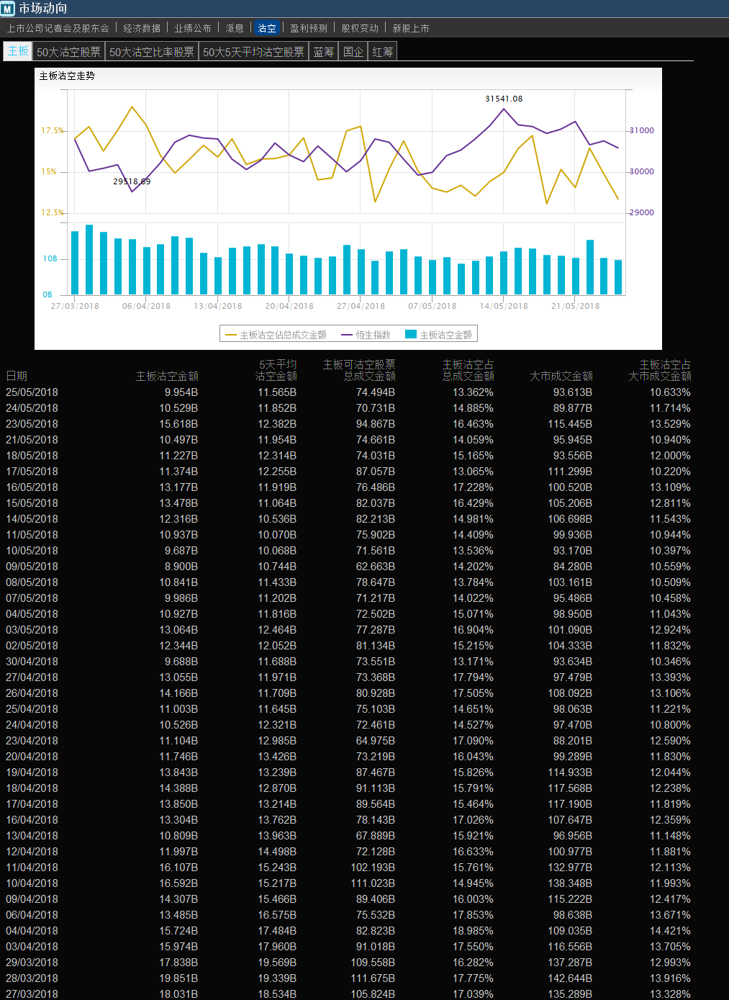 M 市场动向
上市公司记者会及股东会 | 经济数据 | 业绩公布 | 派息 | 沽空 | 盈利预测 | 股权变动 | 新股上市
主板 50大沽空股票 50大沽空比率股票 50大5天平均沽空股票 蓝筹 国企 红筹
主板沽空走势
31541.08
17.5% 31000
15% 30000
29518.69
12.5% 29000
10B
0B
27/03/2018 06/04/2018 13/04/2018 20/04/2018 27/04/2018 07/05/2018 14/05/2018 21/05/2018
主板沽空佔总成交金额 恆生指数 主板沽空金额
5天平均 主板可沽空股票 主板沽空占 主板沽空占
日期 主板沽空金额 沽空金额 总成交金额 总成交金额 大市成交金额 大市成交金额
25/05/2018 9.954B 11.565B 74.494B 13.362% 93.613B 10.633%
24/05/2018 10.529B 11.852B 70.731B 14.885% 89.877B 11.714%
23/05/2018 15.618B 12.382B 94.867B 16.463% 115.445B 13.529%
21/05/2018 10.497B 11.954B 74.661B 14.059% 95.945B 10.940%
18/05/2018 11.227B 12.314B 74.031B 15.165% 93.556B 12.000%
17/05/2018 11.374B 12.255B 87.057B 13.065% 111.299B 10.220%
16/05/2018 13.177B 11.919B 76.486B 17.228% 100.520B 13.109%
15/05/2018 13.478B 11.064B 82.037B 16.429% 105.206B 12.811%
14/05/2018 12.316B 10.536B 82.213B 14.981% 106.698B 11.543%
11/05/2018 10.937B 10.070B 75.902B 14.409% 99.936B 10.944%
10/05/2018 9.687B 10.068B 71.561B 13.536% 93.170B 10.397%
09/05/2018 8.900B 10.744B 62.663B 14.202% 84.280B 10.559%
08/05/2018 10.841B 11.433B 78.647B 13.784% 103.161B 10.509%
07/05/2018 9.986B 11.202B 71.217B 14.022% 95.486B 10.458%
04/05/2018 10.927B 11.816B 72.502B 15.071% 98.950B 11.043%
03/05/2018 13.064B 12.464B 77.287B 16.904% 101.090B 12.924%
02/05/2018 12.344B 12.052B 81.134B 15.215% 104.333B 11.832%
30/04/2018 9.688B 11.688B 73.551B 13.171% 93.634B 10.346%
27/04/2018 13.055B 11.971B 73.368B 17.794% 97.479B 13.393%
26/04/2018 14.166B 11.709B 80.928B 17.505% 108.092B 13.106%
25/04/2018 11.003B 11.645B 75.103B 14.651% 98.063B 11.221%
24/04/2018 10.526B 12.321B 72.461B 14.527% 97.470B 10.800%
23/04/2018 11.104B 12.985B 64.975B 17.090% 88.201B 12.590%
20/04/2018 11.746B 13.426B 73.219B 16.043% 99.289B 11.830%
19/04/2018 13.843B 13.239B 87.467B 15.826% 114.933B 12.044%
18/04/2018 14.388B 12.870B 91.113B 15.791% 117.568B 12.238%
17/04/2018 13.850B 13.214B 89.564B 15.464% 117.190B 11.819%
16/04/2018 13.304B 13.762B 78.143B 17.026% 107.647B 12.359%
13/04/2018 10.809B 13.963B 67.889B 15.921% 96.956B 11.148%
12/04/2018 11.997B 14.498B 72.128B 16.633% 100.977B 11.881%
11/04/2018 16.107B 15.243B 102.193B 15.761% 132.977B 12.113%
10/04/2018 16.592B 15.217B 111.023B 14.945% 138.348B 11.993%
09/04/2018 14.307B 15.466B 89.406B 16.003% 115.222B 12.417%
06/04/2018 13.485B 16.575B 75.532B 17.853% 98.638B 13.671%
04/04/2018 15.724B 17.484B 82.823B 18.985% 109.035B 14.421%
03/04/2018 15.974B 17.960B 91.018B 17.550% 116.556B 13.705%
29/03/2018 17.838B 19.569B 109.558B 16.282% 137.287B 12.993%
28/03/2018 19.851B 19.339B 111.675B 17.775% 142.644B 13.916%
27/03/2018 18.031B 18.534B 105.824B 17.039% 135.289B 13.328%